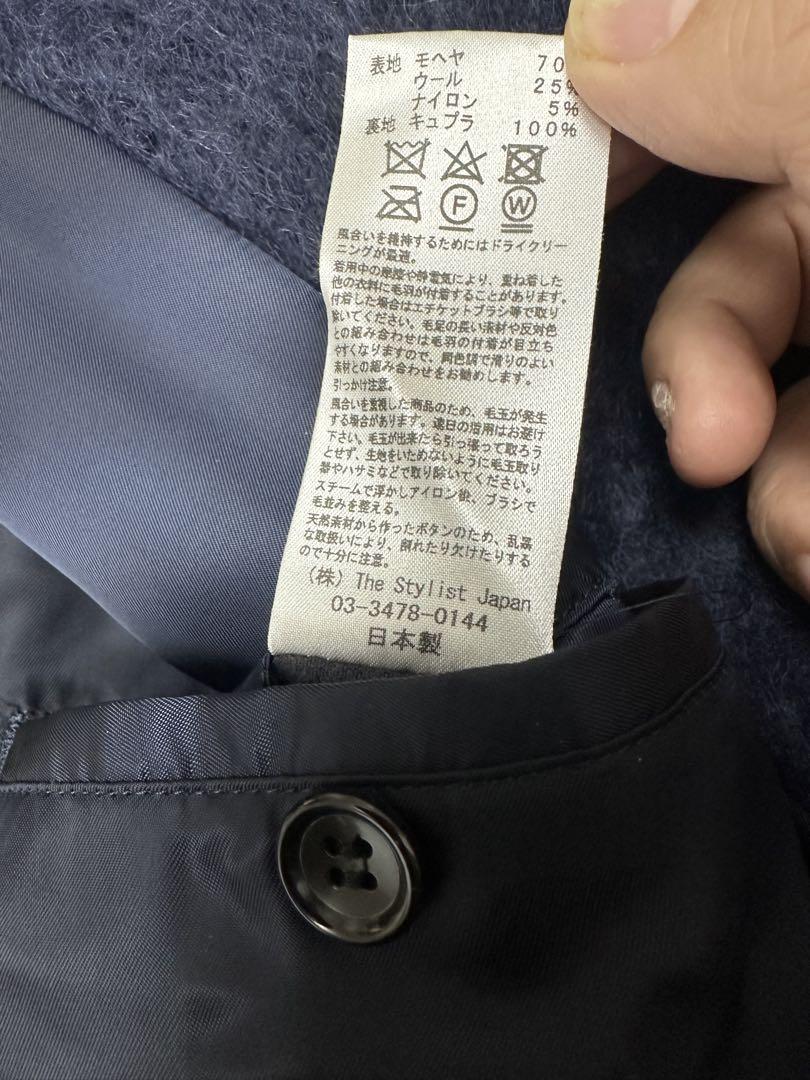 表地 モヘヤ 70
ウール 25%
ナイロン 5%
裏地 キュプラ 100%
F W
風合いを維持するためにはドライクリー
ニングが最適。
着用中の摩擦や静電気により、重ね着した
他の衣料に毛羽が付着することがあります。
付着した場合はエチケットブラシ等で取り
除いてください。毛足の長い素材や反対色
との組み合わせは毛羽の付着が目立ち
やすくなりますので、同色調で滑りのよい
素材との組み合わせをお勧めします。
引っかけ注意。
風合いを重視した商品のため、毛玉が発生
する場合があります。連日の着用はお避け
下さい。毛玉が出来たら引っ張って取ろう
とせず、生地をいためないように毛玉取り
器やハサミなどで取り除いてください。
スチームで浮かしアイロン後、ブラシで
毛並みを整える。
天然素材から作ったボタンのため、乱暴
な取扱いにより、割れたり欠けたりする
ので十分に注意。
(株) The Stylist Japan
03-3478-0144
日本製